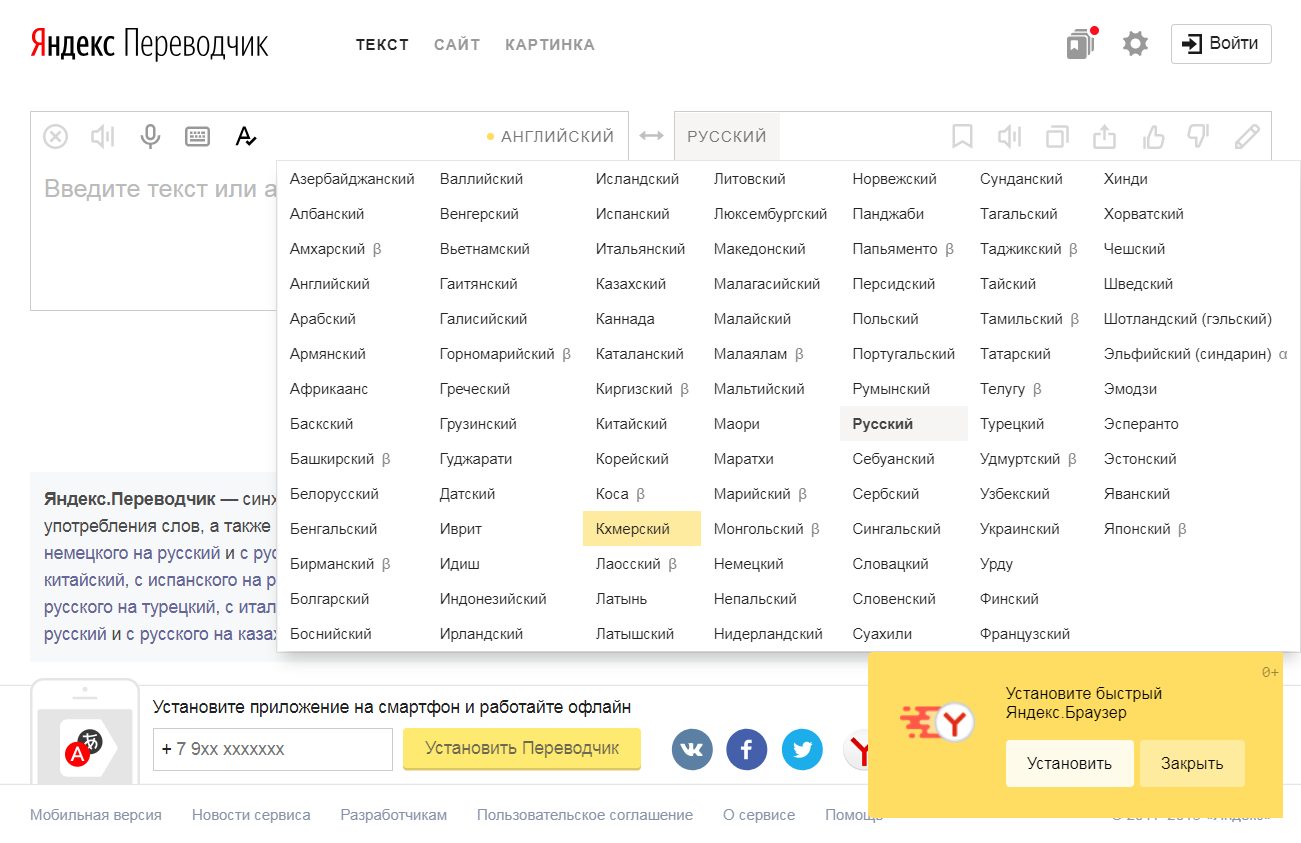 Яндекс Переводчик
ТЕКСТ САЙТ КАРТИНКА
Войти
АНГЛИЙСКИЙ
РУССКИЙ
Введите текст или а
Азербайджанский Валлийский Исландский Литовский Норвежский Сунданский Хинди
Албанский Венгерский Испанский Люксембургский Панджаби Тагальский Хорватский
Амхарский β Вьетнамский Итальянский Македонский Папьяменто β Таджикский β Чешский
Английский Гаитянский Казахский Малагасийский Персидский Тайский Шведский
Арабский Галисийский Каннада Малайский Польский Тамильский β Шотландский (гэльский)
Армянский Горномарийский β Каталанский Малаялам β Португальский Татарский Эльфийский (синдарин) α
Африкаанс Греческий Киргизский β Мальтийский Румынский Телугу β Эмодзи
Баскский Грузинский Китайский Маори Русский Турецкий Эсперанто
Башкирский β Гуджарати Корейский Маратхи Себуанский Удмуртский β Эстонский
Белорусский Датский Коса β Марийский β Сербский Узбекский Яванский
Бенгальский Иврит Кхмерский Монгольский β Сингальский Украинский Японский β
Бирманский β Идиш Лаосский β Немецкий Словацкий Урду
Болгарский Индонезийский Латынь Непальский Словенский Финский
Боснийский Ирландский Латышский Нидерландский Суахили Французский
Яндекс.Переводчик — синх
употребления слов, а также
немецкого на русский и с рус
китайский, с испанского на р
русского на турецкий, с итал
русский и с русского на казах
0+
Установите быстрый
Яндекс.Браузер
Установить Закрыть
Установите приложение на смартфон и работайте офлайн
+ 7 9xx xxxxxxx
Установить Переводчик
Мобильная версия Новости сервиса Разработчикам Пользовательское соглашение О сервисе Помощь